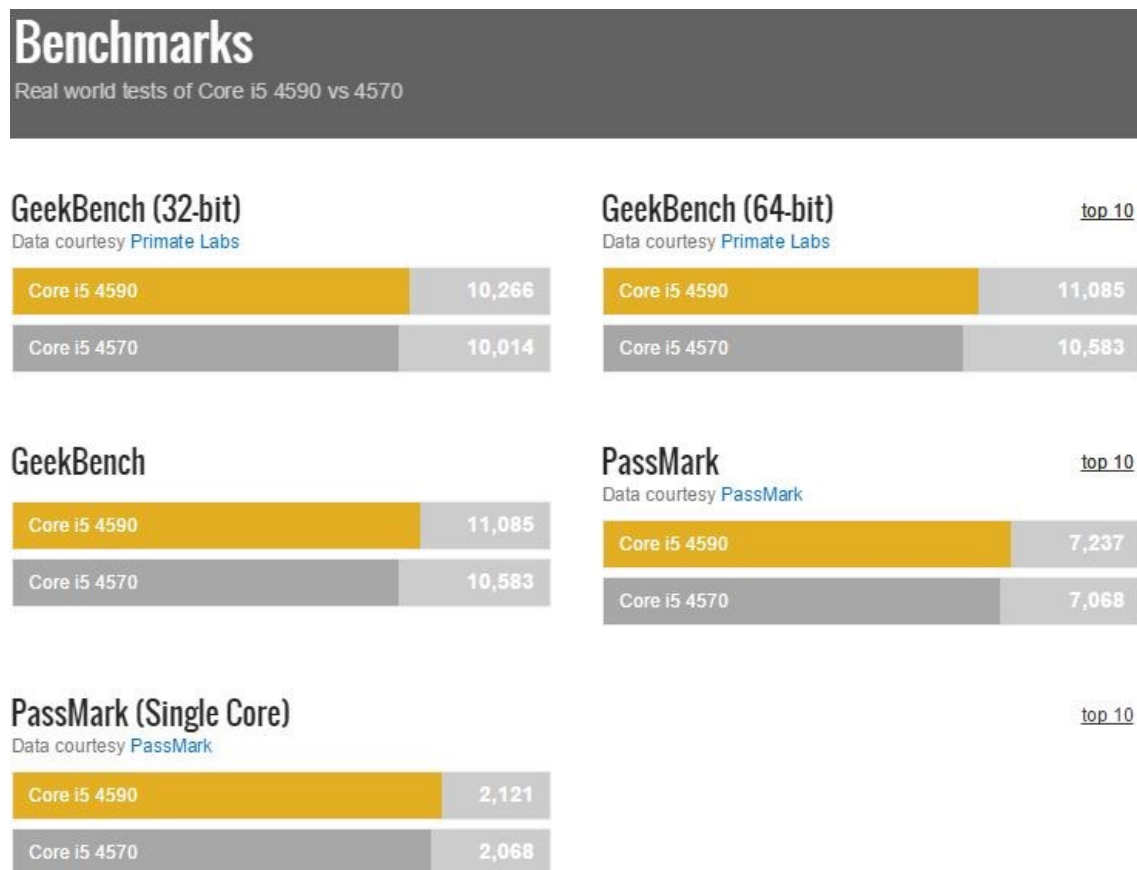 Benchmarks
Real world tests of Core i5 4590 vs 4570
GeekBench (32-bit)
Data courtesy Primate Labs
Core i5 4590 10,266
Core i5 4570 10,014
GeekBench (64-bit)
top 10
Data courtesy Primate Labs
Core i5 4590 11,085
Core i5 4570 10,583
GeekBench
Core i5 4590 11,085
Core i5 4570 10,583
PassMark
top 10
Data courtesy PassMark
Core i5 4590 7,237
Core i5 4570 7,068
PassMark (Single Core)
top 10
Data courtesy PassMark
Core i5 4590 2,121
Core i5 4570 2,068